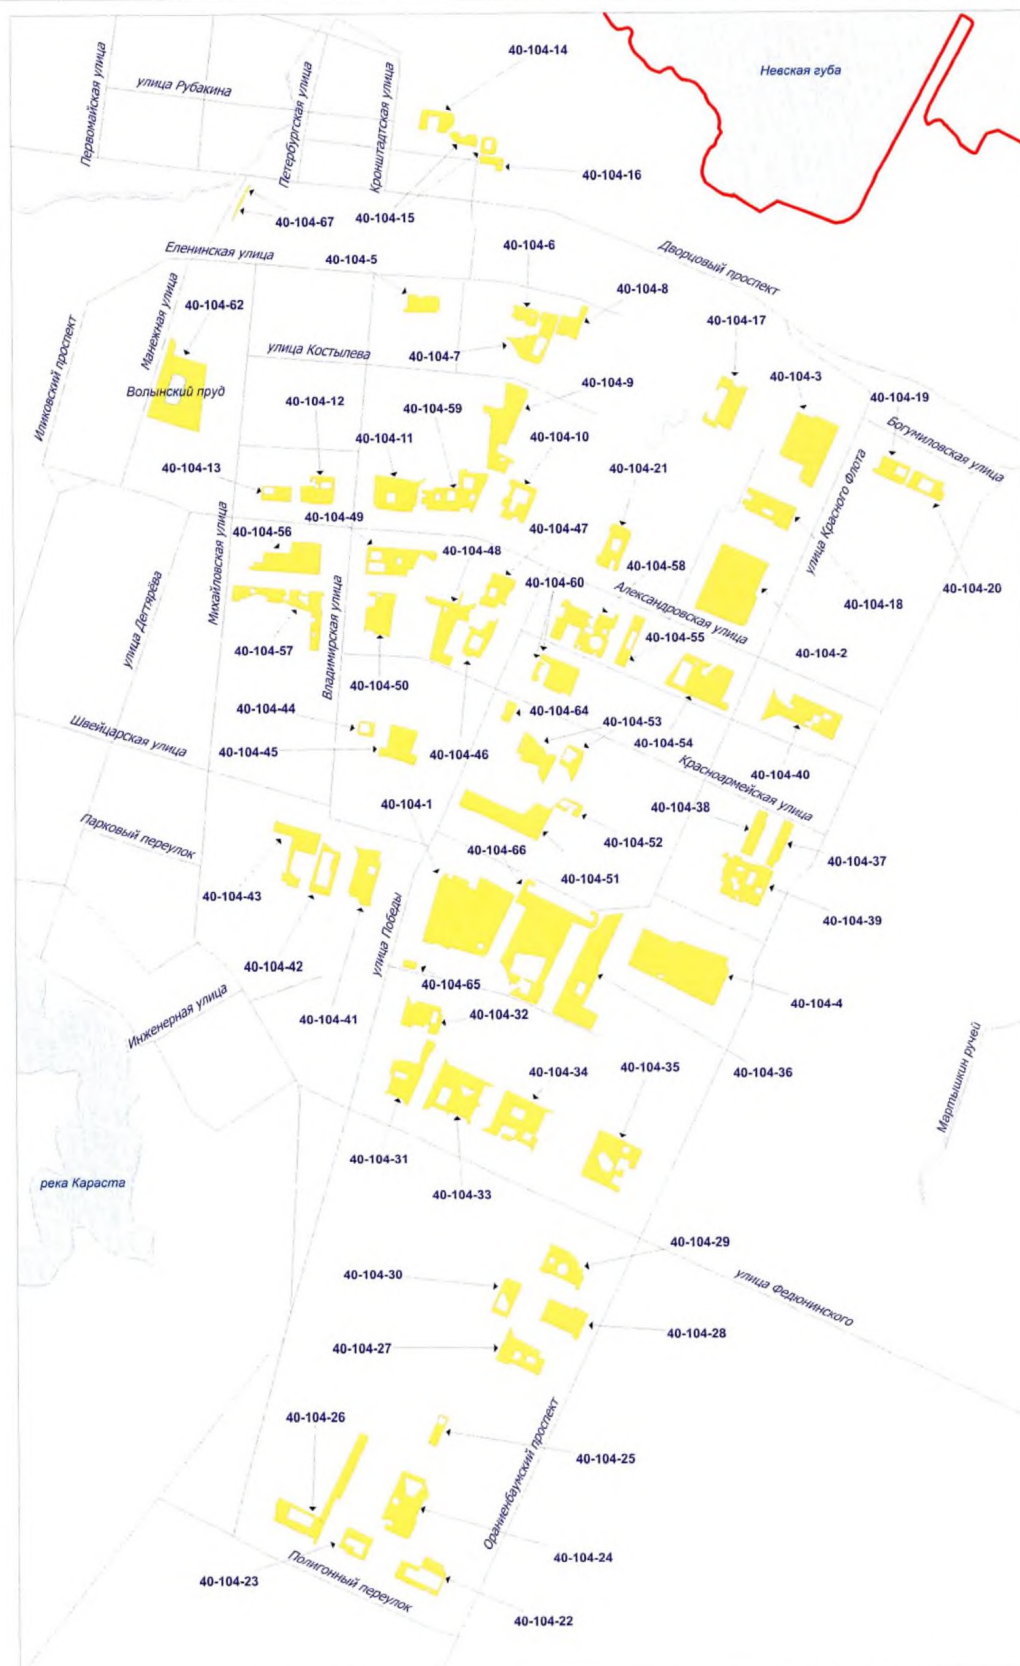 40-104-14
Невская губа
улица Рубакина
Первомайская улица
Петербургская улица
Кронштадтская улица
40-104-16
40-104-67
40-104-15
40-104-6
Еленинская улица
40-104-5
Дворцовый проспект
40-104-8
40-104-62
Манежная улица
40-104-17
Иликовский проспект
улица Костылева
40-104-7
40-104-3
40-104-9
Волынский пруд
40-104-12
40-104-59
40-104-19
Богумиловская улица
40-104-11
40-104-10
40-104-13
40-104-21
улица Красного Флота
40-104-49
40-104-47
40-104-56
Михайловская улица
40-104-48
40-104-60
40-104-58
40-104-20
40-104-18
Александровская улица
улица Дегтярёва
Владимирская улица
40-104-55
40-104-57
40-104-2
40-104-50
40-104-44
40-104-64
40-104-53
Швейцарская улица
40-104-45
40-104-46
40-104-54
40-104-40
Красноармейская улица
40-104-1
40-104-38
Парковый переулок
40-104-52
40-104-66
40-104-37
40-104-51
40-104-43
40-104-39
улица Победы
40-104-42
40-104-65
40-104-4
Инженерная улица
40-104-41
40-104-32
40-104-34
40-104-35
40-104-36
Мартышкин ручей
40-104-31
река Караста
40-104-33
40-104-29
40-104-30
улица Федюнинского
40-104-28
40-104-27
40-104-26
Ораниенбаумский проспект
40-104-25
40-104-24
40-104-23
Полигонный переулок
40-104-22